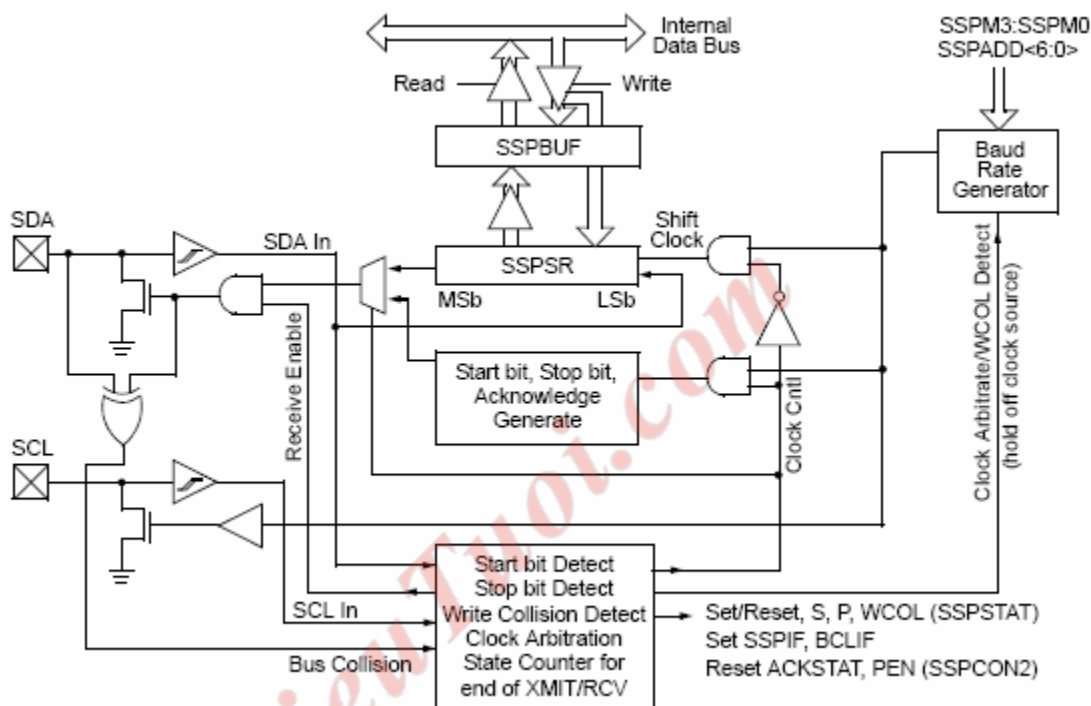 Internal
Data Bus
SSPM3:SSPM0
SSPADD<6:0>
Read
Write
SSPBUF
Baud
Rate
Generator
SDA
SDA In
Shift
Clock
SSPSR
MSb
LSb
Start bit, Stop bit,
Acknowledge
Generate
Receive Enable
Clock Cntl
Clock Arbitrate/WCOL Detect
(hold off clock source)
SCL
SCL In
Bus Collision
Start bit Detect
Stop bit Detect
Write Collision Detect
Clock Arbitration
State Counter for
end of XMIT/RCV
Set/Reset, S, P, WCOL (SSPSTAT)
Set SSPIF, BCLIF
Reset ACKSTAT, PEN (SSPCON2)
ieuTuoi.com